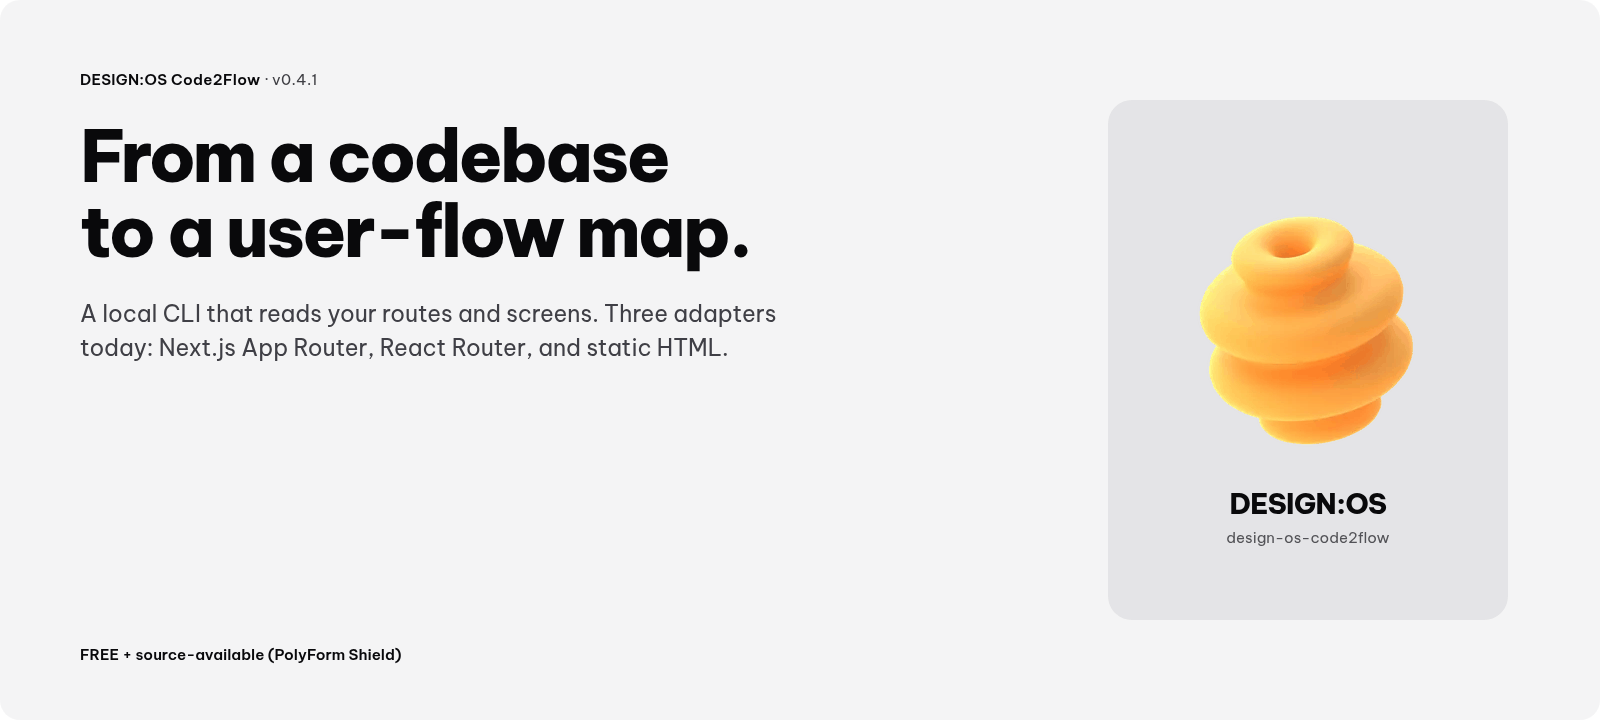 DESIGN:OS Code2Flow · v0.4.1
From a codebase
to a user-flow map.
A local CLI that reads your routes and screens. Three adapters
today: Next.js App Router, React Router, and static HTML.
DESIGN:OS
design-os-code2flow
FREE + source-available (PolyForm Shield)